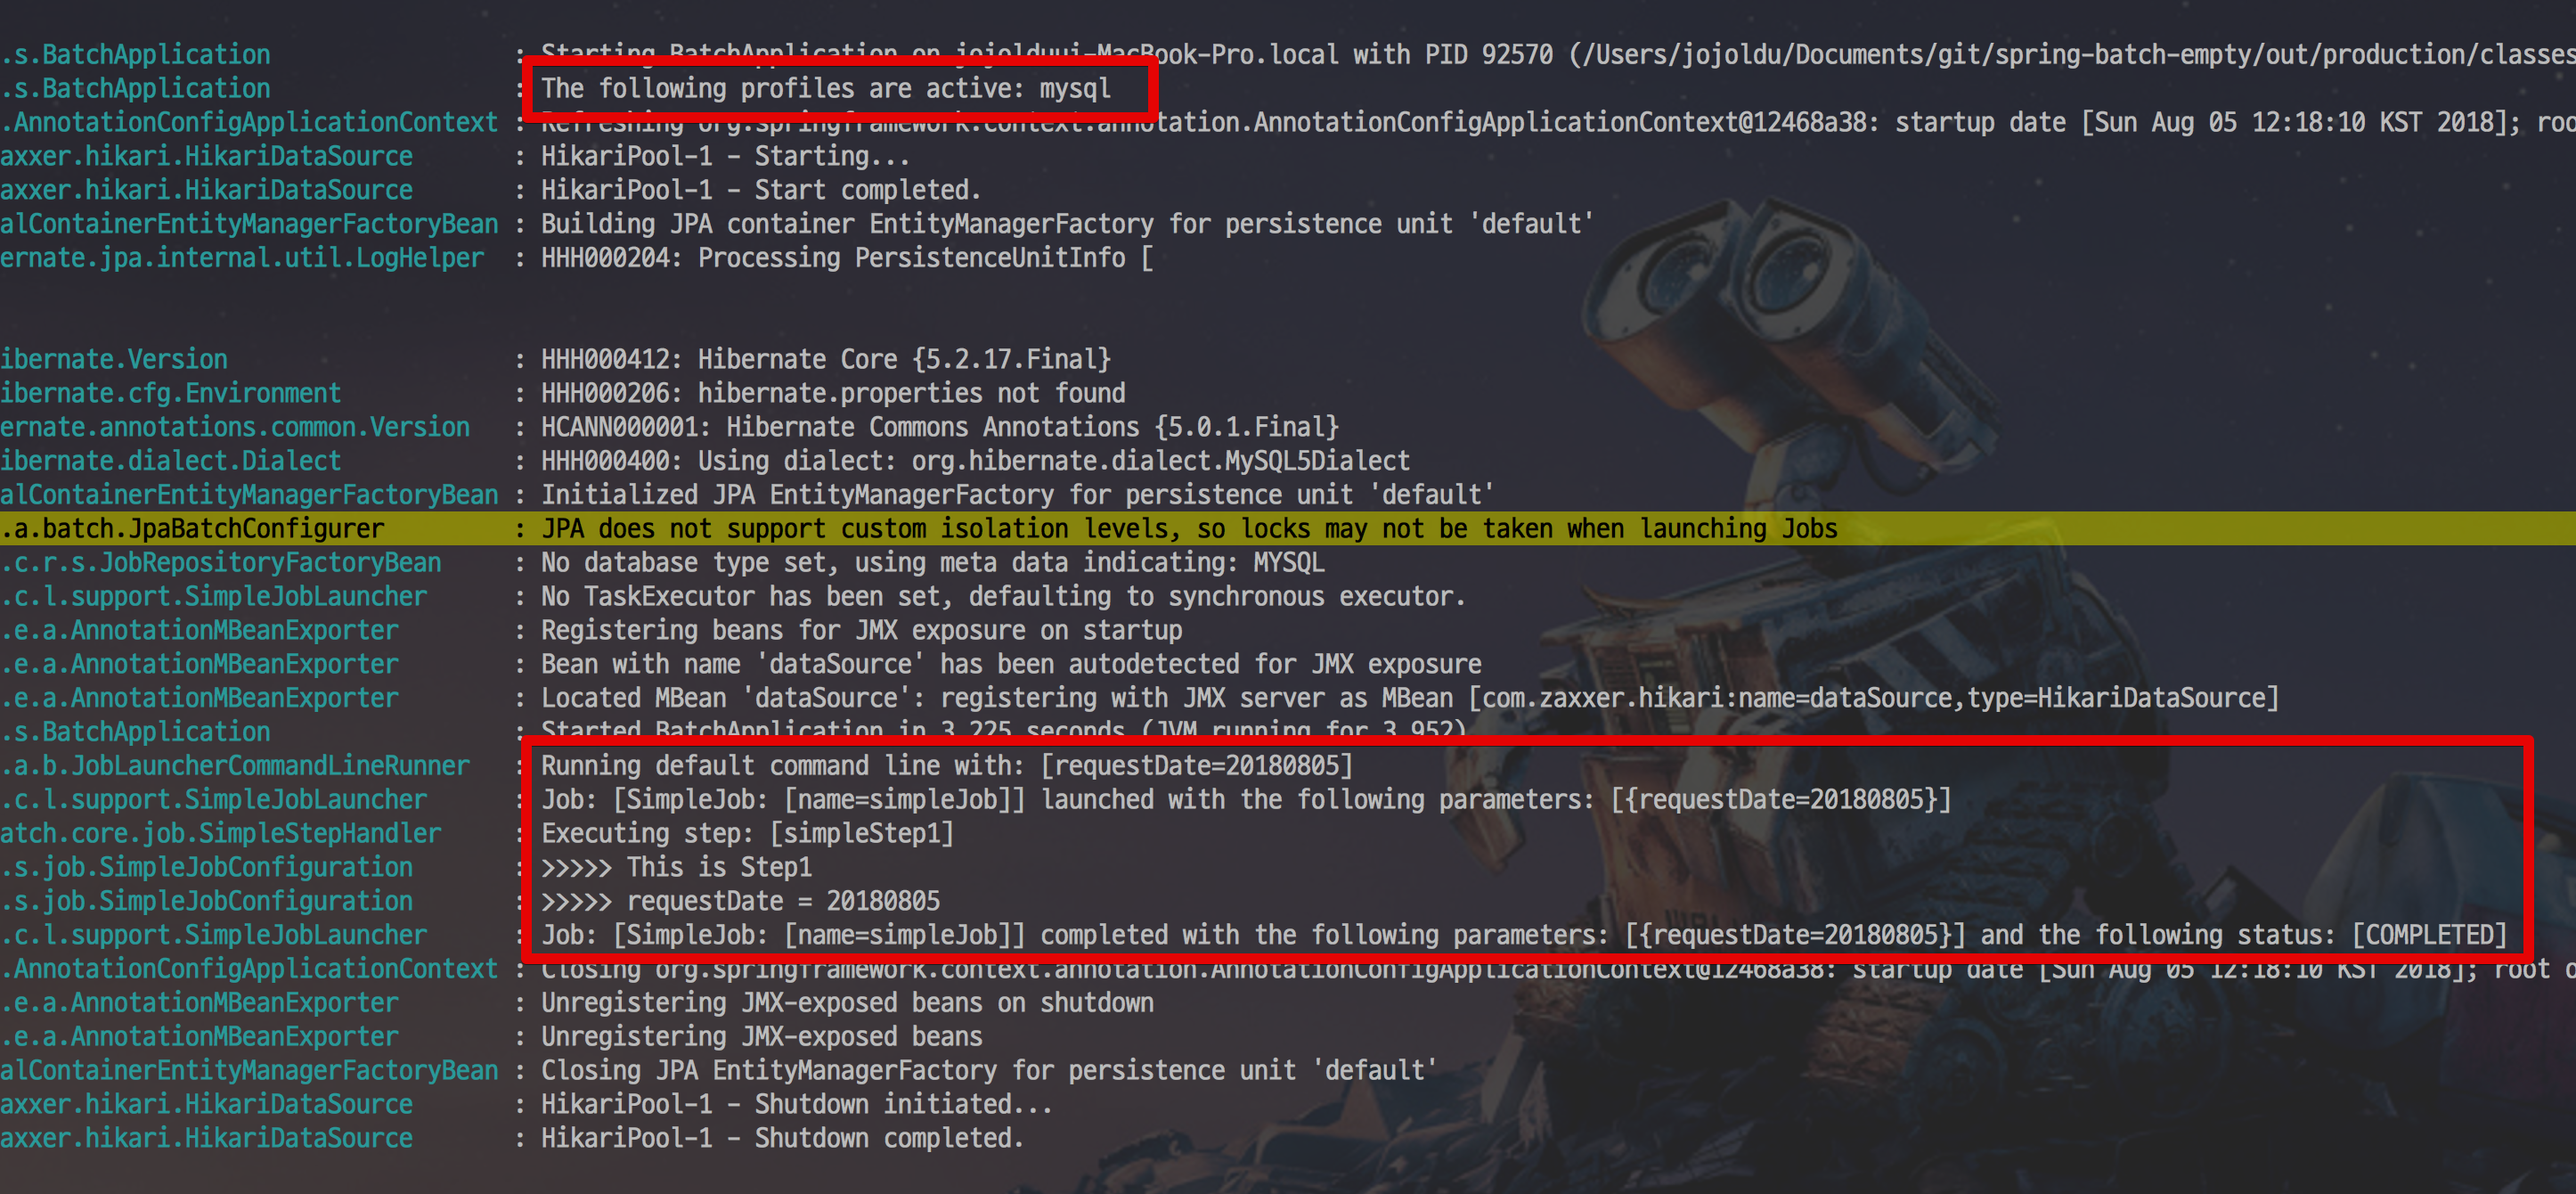 .s.BatchApplication : Starting BatchApplication on jojolduui-MacBook-Pro.local with PID 92570 (/Users/jojoldu/Documents/git/spring-batch-empty/out/production/classes
.s.BatchApplication : The following profiles are active: mysql
.AnnotationConfigApplicationContext : Refreshing org.springframework.context.annotation.AnnotationConfigApplicationContext@12468a38: startup date [Sun Aug 05 12:18:10 KST 2018]; roo
axxer.hikari.HikariDataSource : HikariPool-1 - Starting...
axxer.hikari.HikariDataSource : HikariPool-1 - Start completed.
alContainerEntityManagerFactoryBean : Building JPA container EntityManagerFactory for persistence unit 'default'
ernate.jpa.internal.util.LogHelper : HHH000204: Processing PersistenceUnitInfo [
ibernate.Version : HHH000412: Hibernate Core {5.2.17.Final}
ibernate.cfg.Environment : HHH000206: hibernate.properties not found
ernate.annotations.common.Version : HCANN000001: Hibernate Commons Annotations {5.0.1.Final}
ibernate.dialect.Dialect : HHH000400: Using dialect: org.hibernate.dialect.MySQL5Dialect
alContainerEntityManagerFactoryBean : Initialized JPA EntityManagerFactory for persistence unit 'default'
.a.batch.JpaBatchConfigurer : JPA does not support custom isolation levels, so locks may not be taken when launching Jobs
.c.r.s.JobRepositoryFactoryBean : No database type set, using meta data indicating: MYSQL
.c.l.support.SimpleJobLauncher : No TaskExecutor has been set, defaulting to synchronous executor.
.e.a.AnnotationMBeanExporter : Registering beans for JMX exposure on startup
.e.a.AnnotationMBeanExporter : Bean with name 'dataSource' has been autodetected for JMX exposure
.e.a.AnnotationMBeanExporter : Located MBean 'dataSource': registering with JMX server as MBean [com.zaxxer.hikari:name=dataSource,type=HikariDataSource]
.s.BatchApplication : Started BatchApplication in 3.225 seconds (JVM running for 3.952)
.a.b.JobLauncherCommandLineRunner : Running default command line with: [requestDate=20180805]
.c.l.support.SimpleJobLauncher : Job: [SimpleJob: [name=simpleJob]] launched with the following parameters: [{requestDate=20180805}]
atch.core.job.SimpleStepHandler : Executing step: [simpleStep1]
.s.job.SimpleJobConfiguration : >>>>> This is Step1
.s.job.SimpleJobConfiguration : >>>>> requestDate = 20180805
.c.l.support.SimpleJobLauncher : Job: [SimpleJob: [name=simpleJob]] completed with the following parameters: [{requestDate=20180805}] and the following status: [COMPLETED]
.AnnotationConfigApplicationContext : Closing org.springframework.context.annotation.AnnotationConfigApplicationContext@12468a38: startup date [Sun Aug 05 12:18:10 KST 2018]; root o
.e.a.AnnotationMBeanExporter : Unregistering JMX-exposed beans on shutdown
.e.a.AnnotationMBeanExporter : Unregistering JMX-exposed beans
alContainerEntityManagerFactoryBean : Closing JPA EntityManagerFactory for persistence unit 'default'
axxer.hikari.HikariDataSource : HikariPool-1 - Shutdown initiated...
axxer.hikari.HikariDataSource : HikariPool-1 - Shutdown completed.